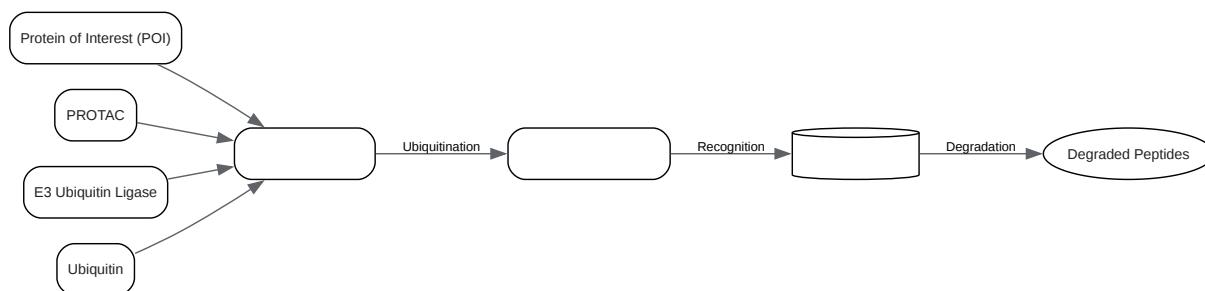 Protein of Interest (POI)
PROTAC
E3 Ubiquitin Ligase
Ubiquitin
Ubiquitination
Recognition
Degradation
Degraded Peptides